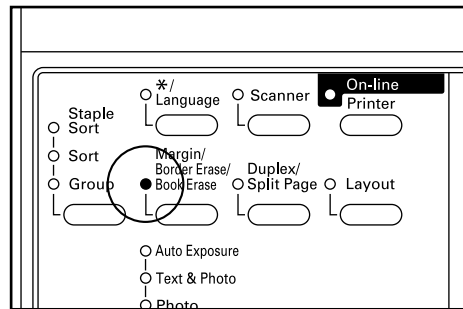 ✲/
Language
Scanner
On-line
Printer
Staple
Sort
Sort
Group
Margin/
Border Erase/
Book Erase
Duplex/
Split Page
Layout
Auto Exposure
Text & Photo
Photo